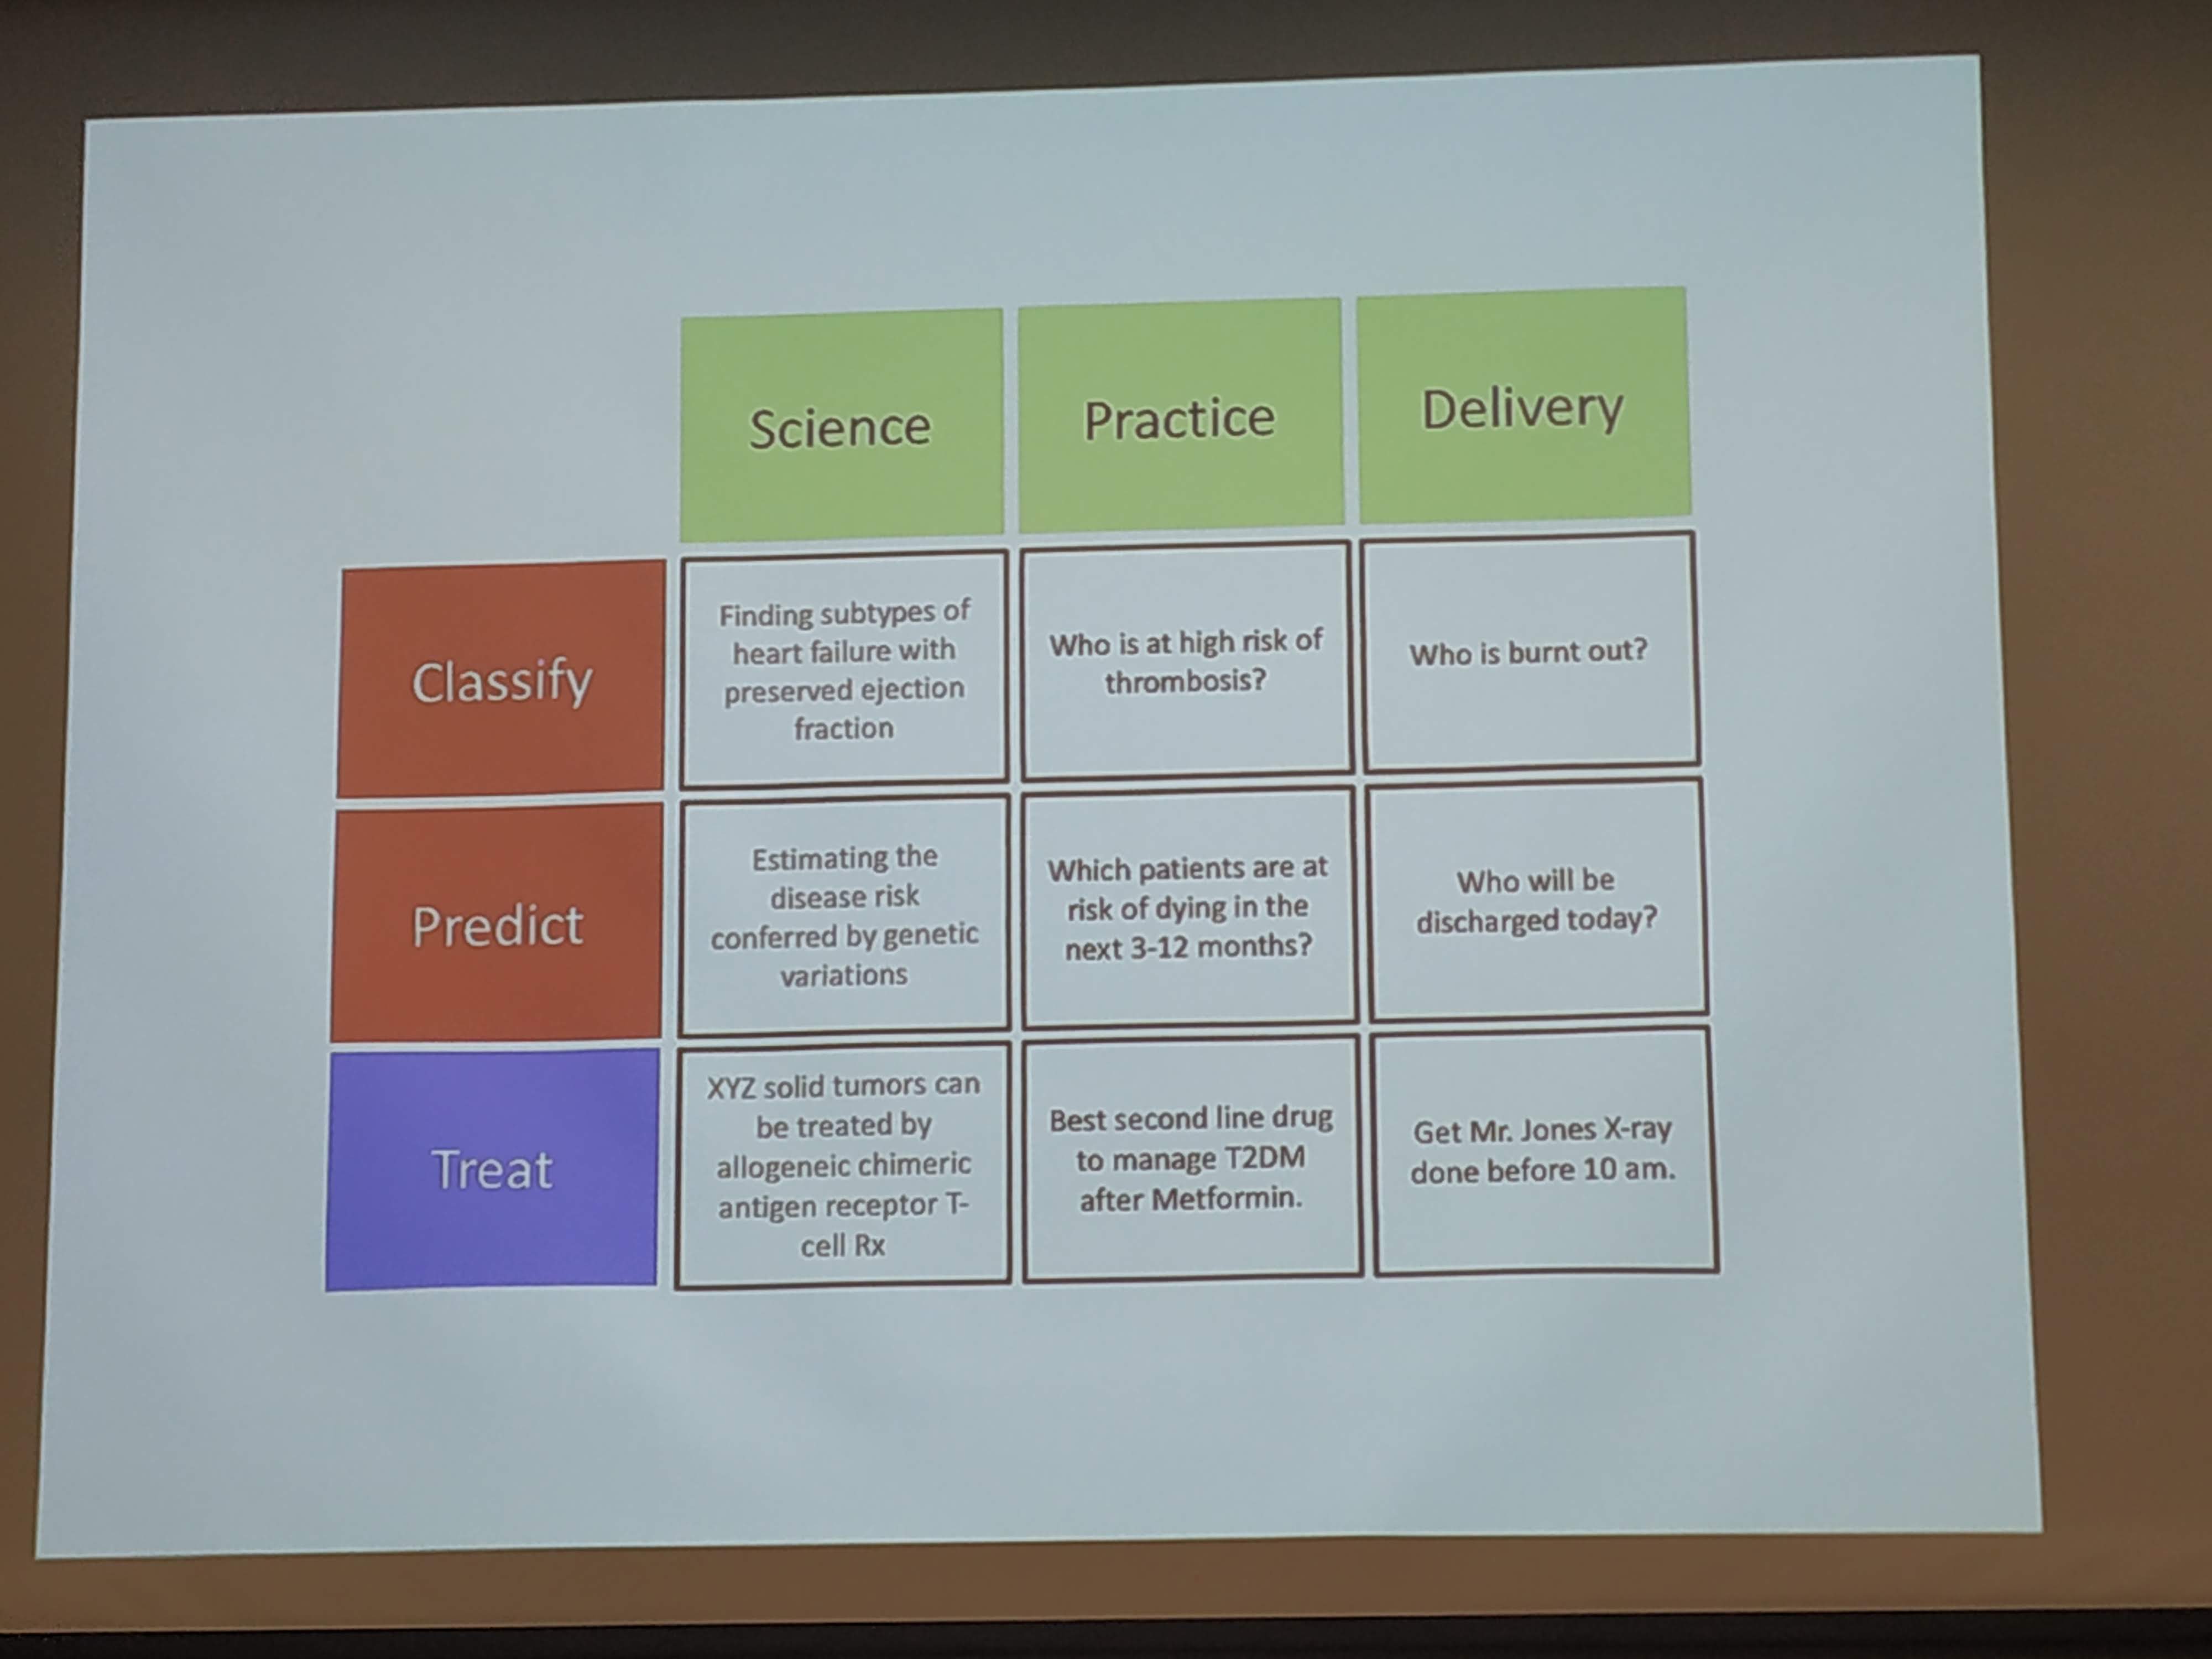 Science
Practice
Delivery
Classify
Finding subtypes of
heart failure with
preserved ejection
fraction
Who is at high risk of
thrombosis?
Who is burnt out?
Predict
Estimating the
disease risk
conferred by genetic
variations
Which patients are at
risk of dying in the
next 3-12 months?
Who will be
discharged today?
Treat
XYZ solid tumors can
be treated by
allogeneic chimeric
antigen receptor T-
cell Rx
Best second line drug
to manage T2DM
after Metformin.
Get Mr. Jones X-ray
done before 10 am.